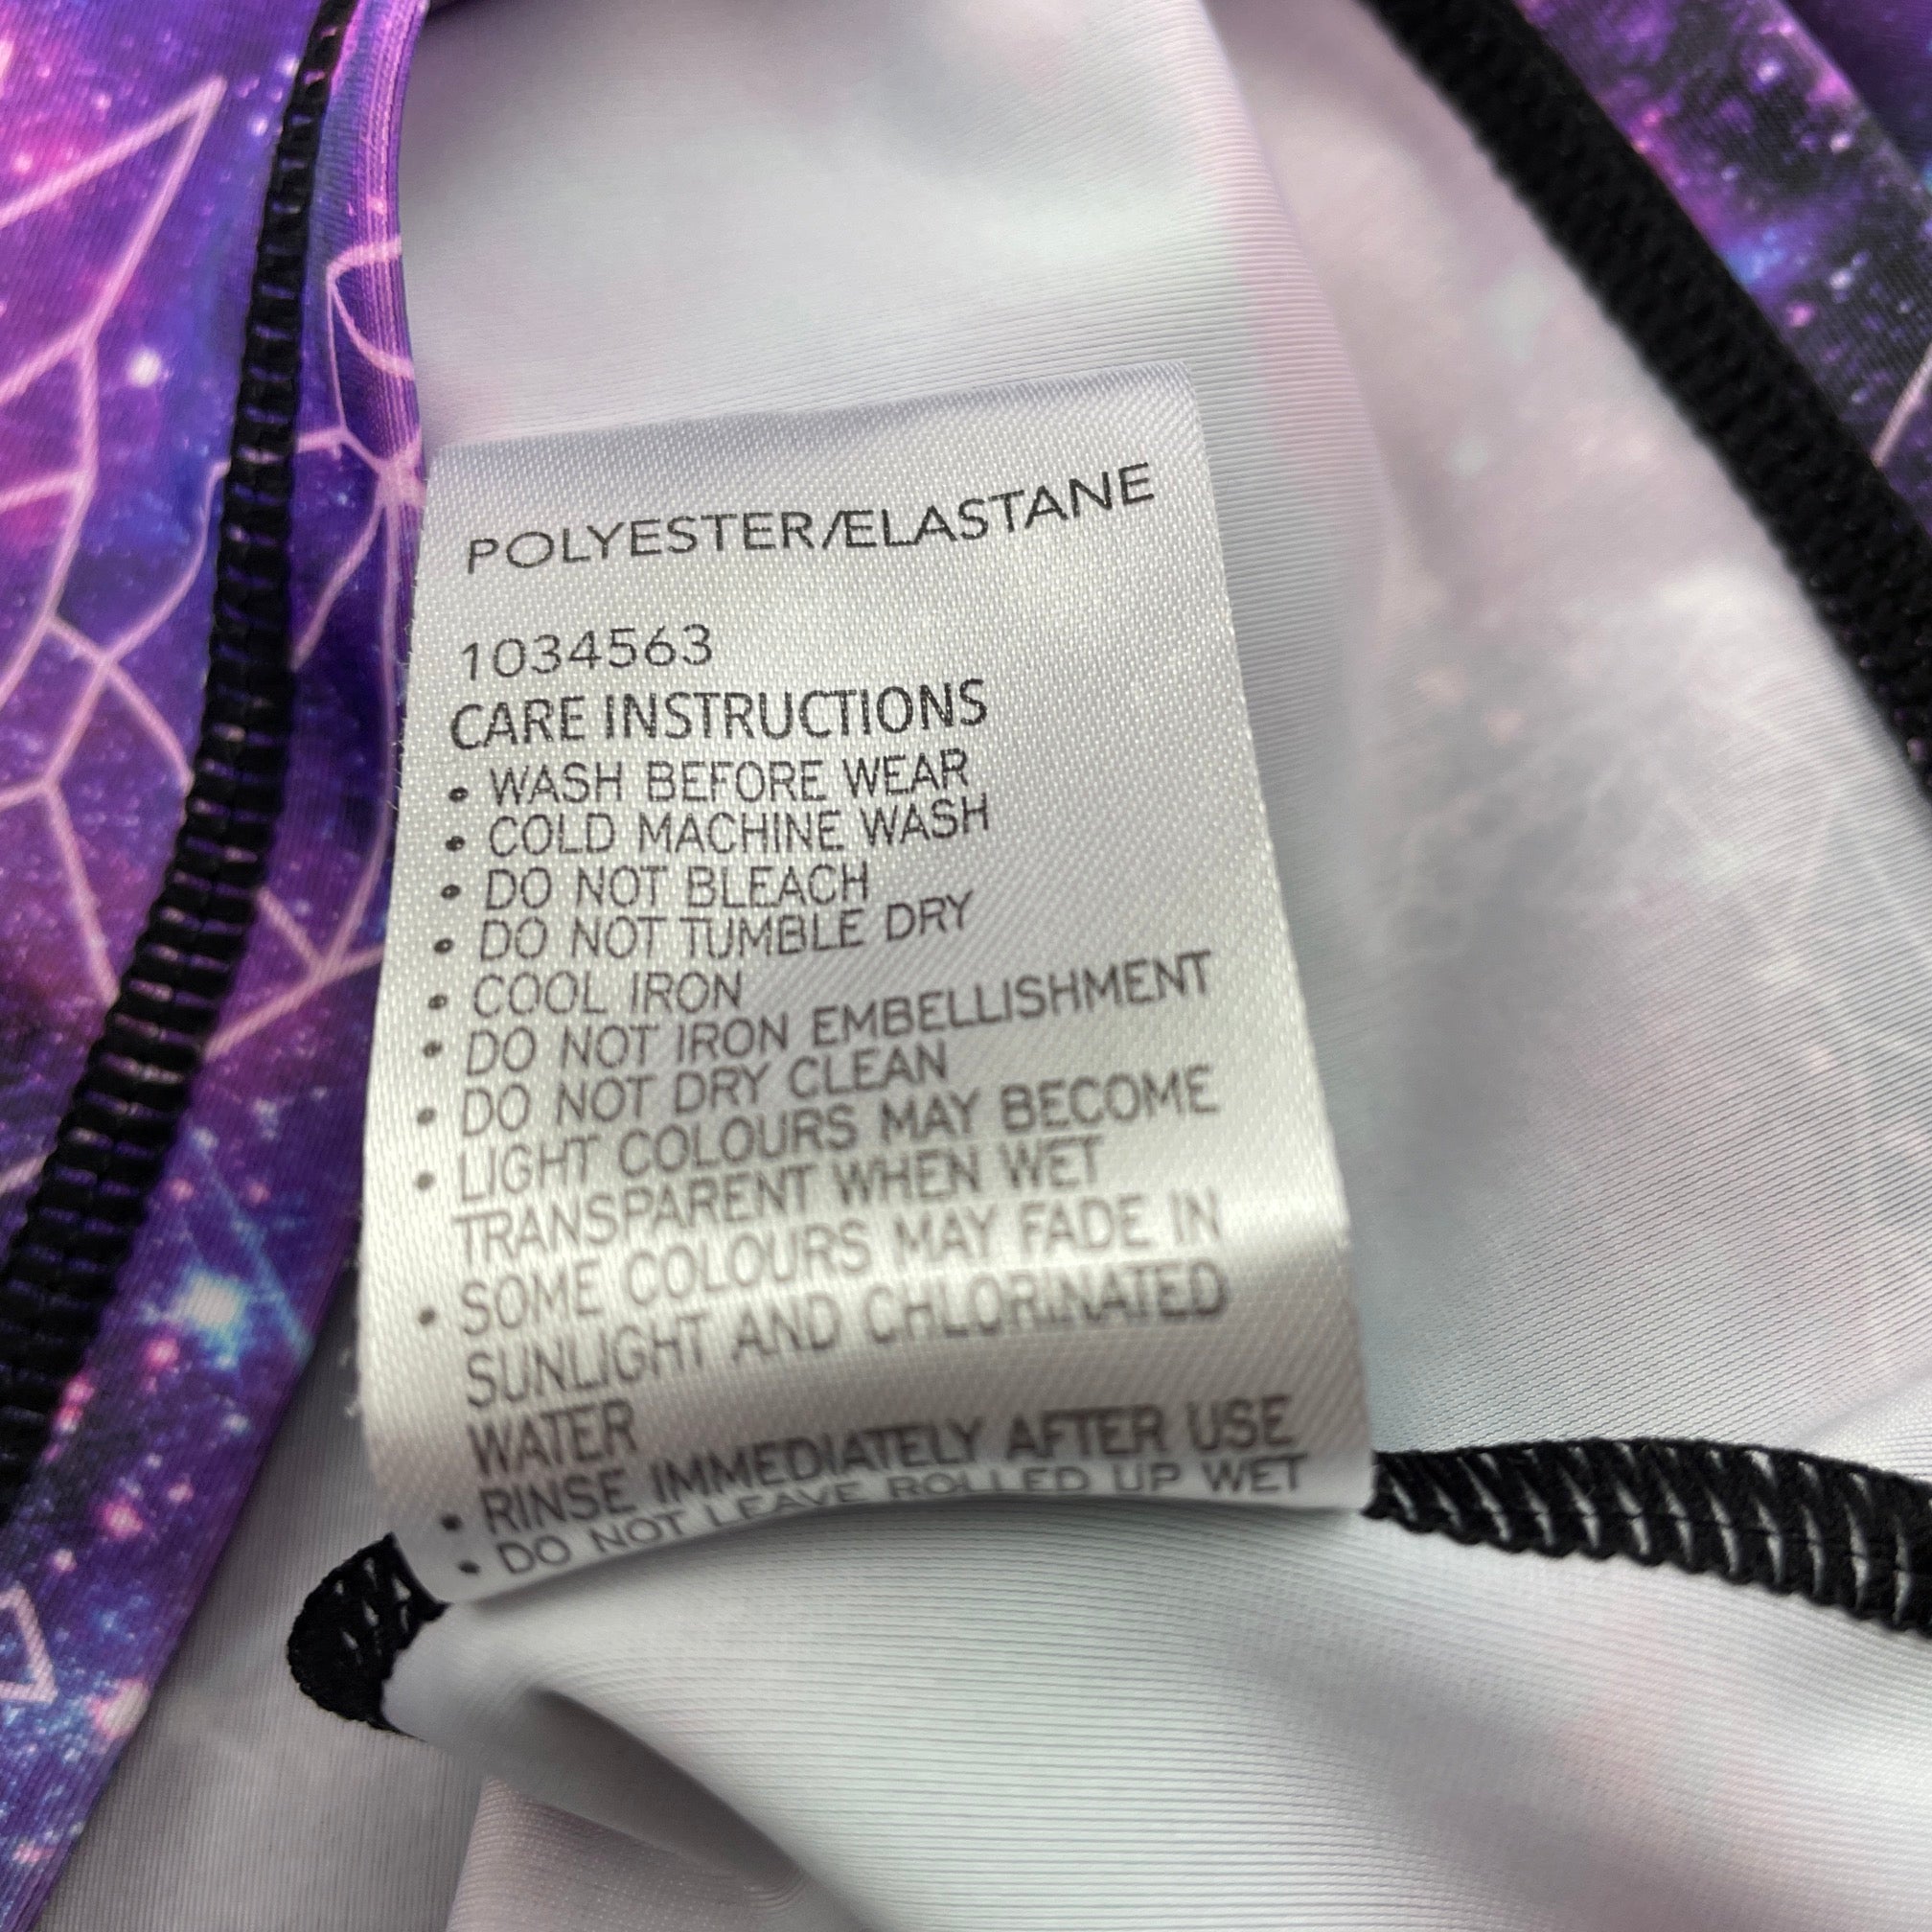 POLYESTER/ELASTANE
1034563
CARE INSTRUCTIONS
• WASH BEFORE WEAR
• COLD MACHINE WASH
• DO NOT BLEACH
• DO NOT TUMBLE DRY
• COOL IRON
• DO NOT IRON EMBELLISHMENT
• DO NOT DRY CLEAN
• LIGHT COLOURS MAY BECOME
TRANSPARENT WHEN WET
• SOME COLOURS MAY FADE IN
SUNLIGHT AND CHLORINATED
WATER
• RINSE IMMEDIATELY AFTER USE
• DO NOT LEAVE ROLLED UP WET